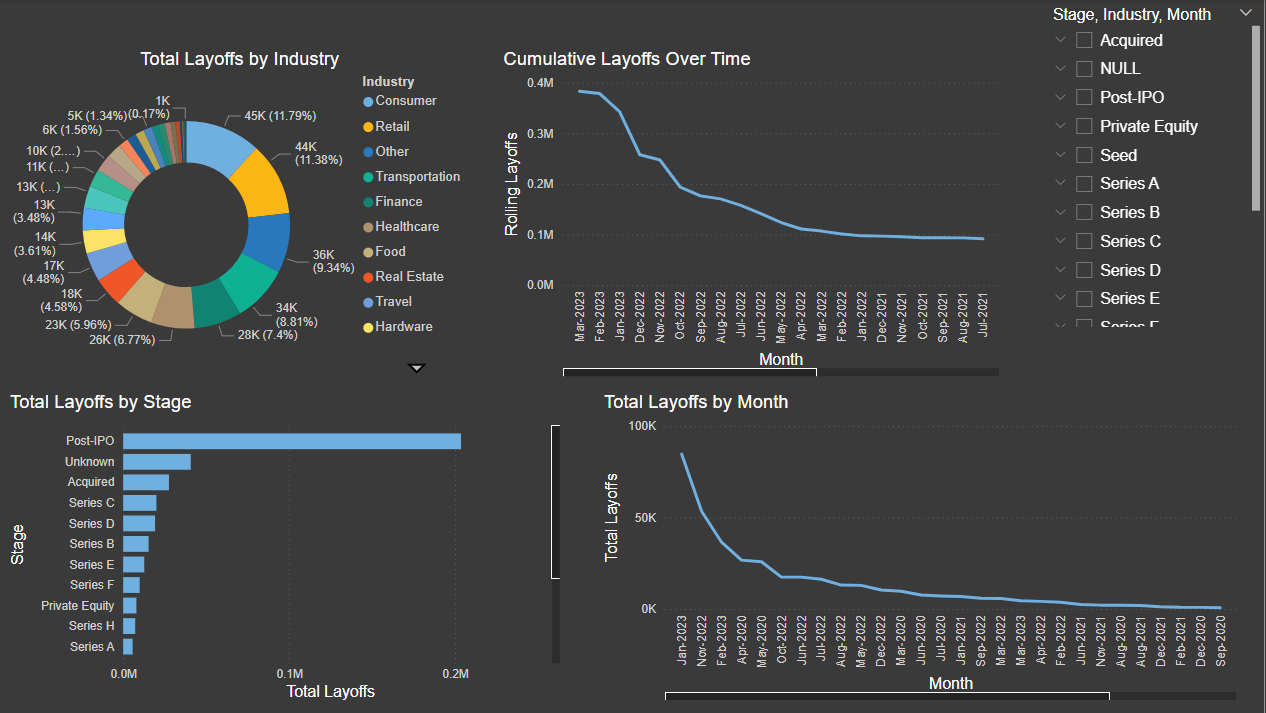 Stage, Industry, Month
Acquired
NULL
Post-IPO
Private Equity
Seed
Series A
Series B
Series C
Series D
Series E
Total Layoffs by Industry
1K
(0.17%)
5K (1.34%)
6K (1.56%)
10K (2....)
11K (...)
13K (...)
13K
(3.48%)
14K
(3.61%)
17K
(4.48%)
18K
(4.58%)
23K (5.96%)
26K (6.77%)
28K (7.4%)
34K
(8.81%)
36K
(9.34%)
44K
(11.38%)
45K (11.79%)
Industry
Consumer
Retail
Other
Transportation
Finance
Healthcare
Food
Real Estate
Travel
Hardware
Cumulative Layoffs Over Time
Rolling Layoffs
0.4M
0.3M
0.2M
0.1M
0.0M
Mar-2023
Feb-2023
Jan-2023
Dec-2022
Nov-2022
Oct-2022
Sep-2022
Aug-2022
Jul-2022
Jun-2022
May-2022
Apr-2022
Mar-2022
Feb-2022
Jan-2022
Dec-2021
Nov-2021
Oct-2021
Sep-2021
Aug-2021
Jul-2021
Month
Total Layoffs by Stage
Stage
Post-IPO
Unknown
Acquired
Series C
Series D
Series B
Series E
Series F
Private Equity
Series H
Series A
0.0M
0.1M
0.2M
Total Layoffs
Total Layoffs by Month
Total Layoffs
100K
50K
0K
Jan-2023
Nov-2022
Feb-2023
Apr-2020
May-2020
Oct-2022
Jun-2022
Jul-2022
Aug-2022
May-2022
Dec-2022
Mar-2020
Jun-2020
Jul-2020
Jan-2021
Sep-2022
Mar-2022
Mar-2023
Apr-2022
Feb-2022
Jun-2021
Nov-2021
Aug-2020
Aug-2021
Dec-2021
Feb-2021
Dec-2020
Sep-2020
Month